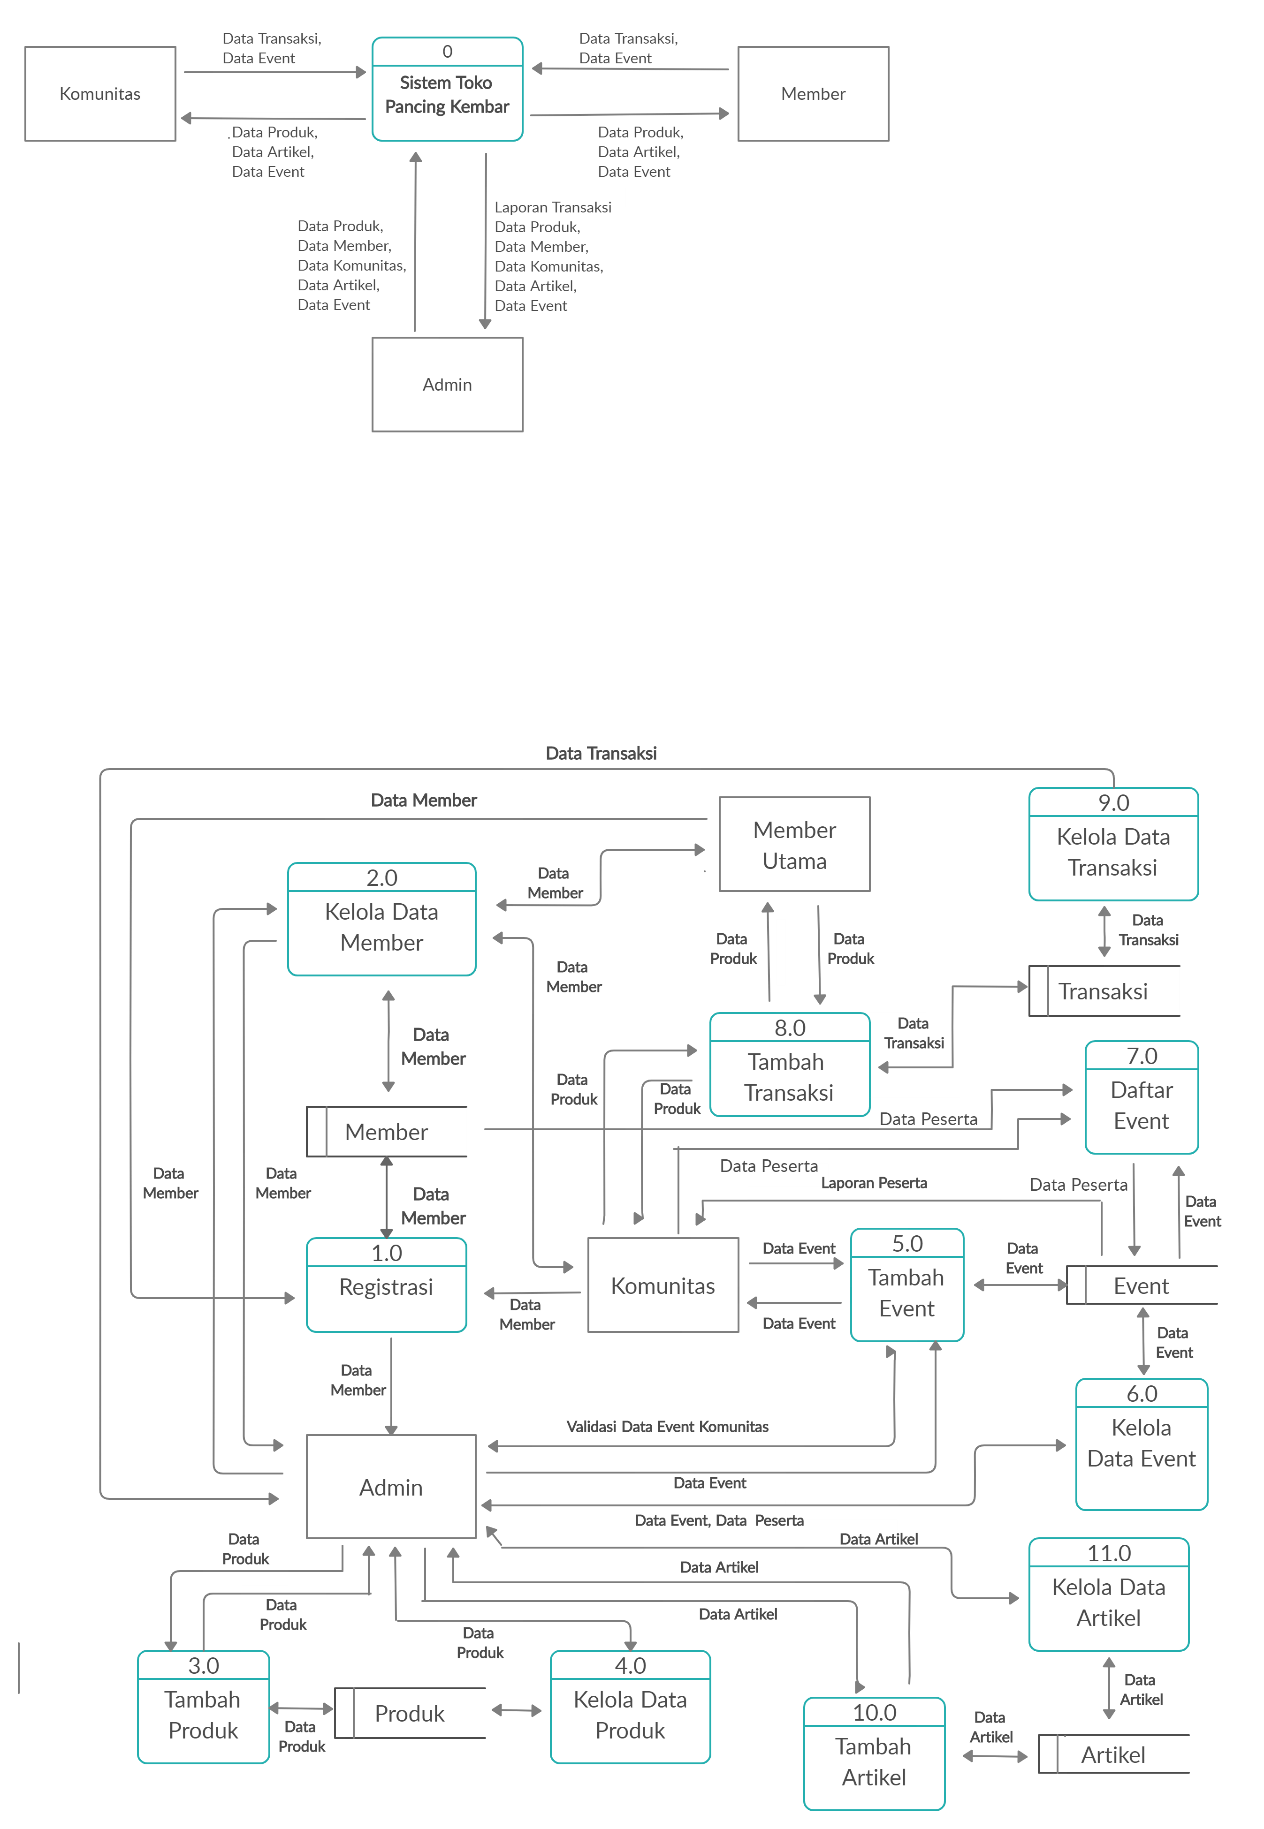 Data Transaksi,
Data Event
0
Sistem Toko
Pancing Kembar
Data Transaksi,
Data Event
Komunitas
Member
Data Produk,
Data Artikel,
Data Event
Data Produk,
Data Artikel,
Data Event
Data Produk,
Data Member,
Data Komunitas,
Data Artikel,
Data Event
Laporan Transaksi
Data Produk,
Data Member,
Data Komunitas,
Data Artikel,
Data Event
Admin
Data Transaksi
Data Member
Member
Utama
9.0
Kelola Data
Transaksi
2.0
Kelola Data
Member
Data
Member
Data
Produk
Data
Produk
Data
Transaksi
Data
Member
Transaksi
Data
Member
8.0
Tambah
Transaksi
Data
Transaksi
7.0
Daftar
Event
Data
Produk
Data
Produk
Member
Data Peserta
Data Peserta
Laporan Peserta
Data Peserta
Data
Event
Data
Member
Data
Member
Data
Member
1.0
Registrasi
Komunitas
Data Event
Data Event
5.0
Tambah
Event
Data
Event
Event
Data
Member
Data
Event
Data
Member
6.0
Kelola
Data Event
Validasi Data Event Komunitas
Data Event
Admin
Data Event, Data  Peserta
Data Artikel
Data
Produk
Data Artikel
11.0
Kelola Data
Artikel
Data
Produk
Data Artikel
Data
Produk
3.0
Tambah
Produk
Data
Produk
Produk
4.0
Kelola Data
Produk
10.0
Tambah
Artikel
Data
Artikel
Data
Artikel
Artikel